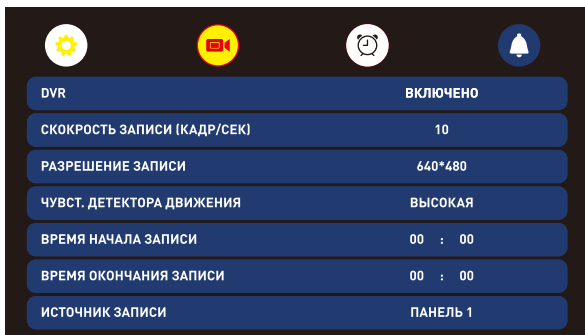 DVR ВКЛЮЧЕНО
СКОКРОСТЬ ЗАПИСИ (КАДР/СЕК) 10
РАЗРЕШЕНИЕ ЗАПИСИ 640*480
ЧУВСТ. ДЕТЕКТОРА ДВИЖЕНИЯ ВЫСОКАЯ
ВРЕМЯ НАЧАЛА ЗАПИСИ 00 : 00
ВРЕМЯ ОКОНЧАНИЯ ЗАПИСИ 00 : 00
ИСТОЧНИК ЗАПИСИ ПАНЕЛЬ 1